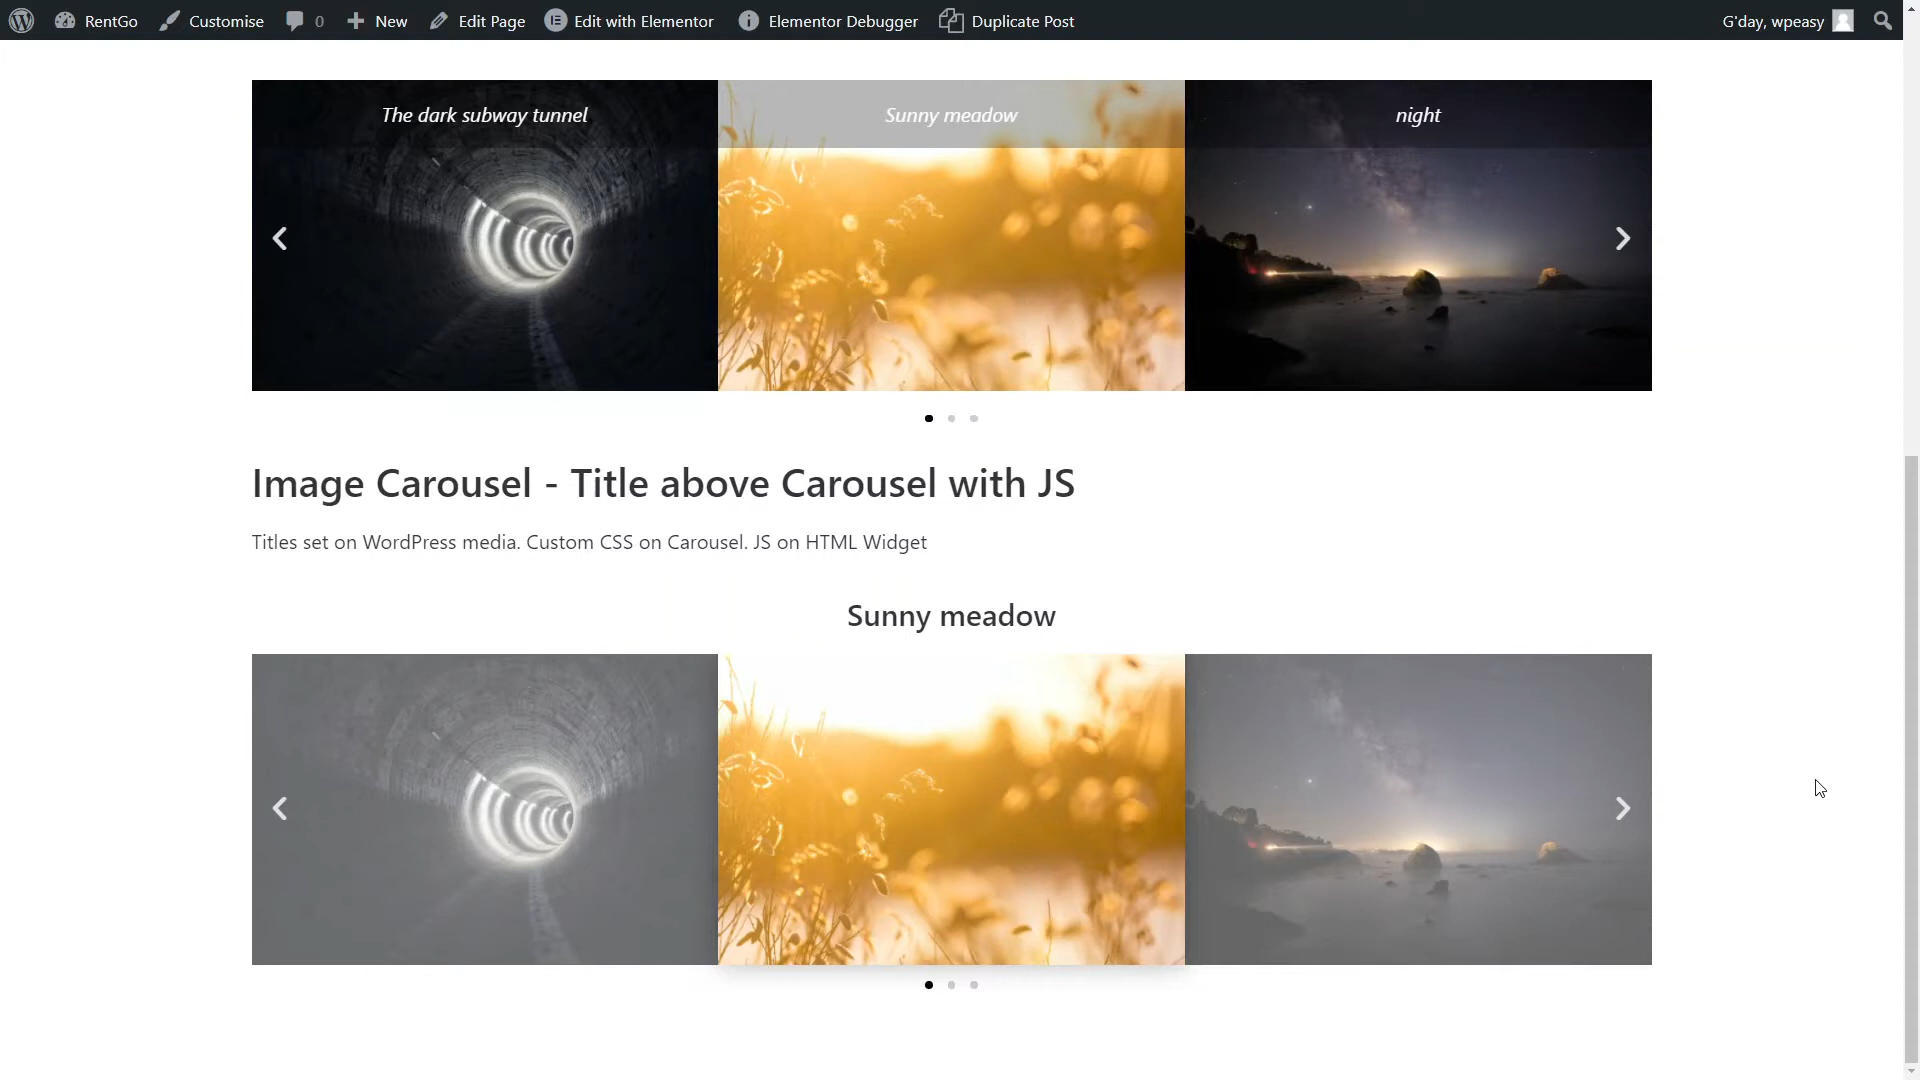 RentGo Customise 0 New Edit Page Edit with Elementor Elementor Debugger Duplicate Post G'day, wpeasy
The dark subway tunnel Sunny meadow night
Image Carousel - Title above Carousel with JS
Titles set on WordPress media. Custom CSS on Carousel. JS on HTML Widget
Sunny meadow